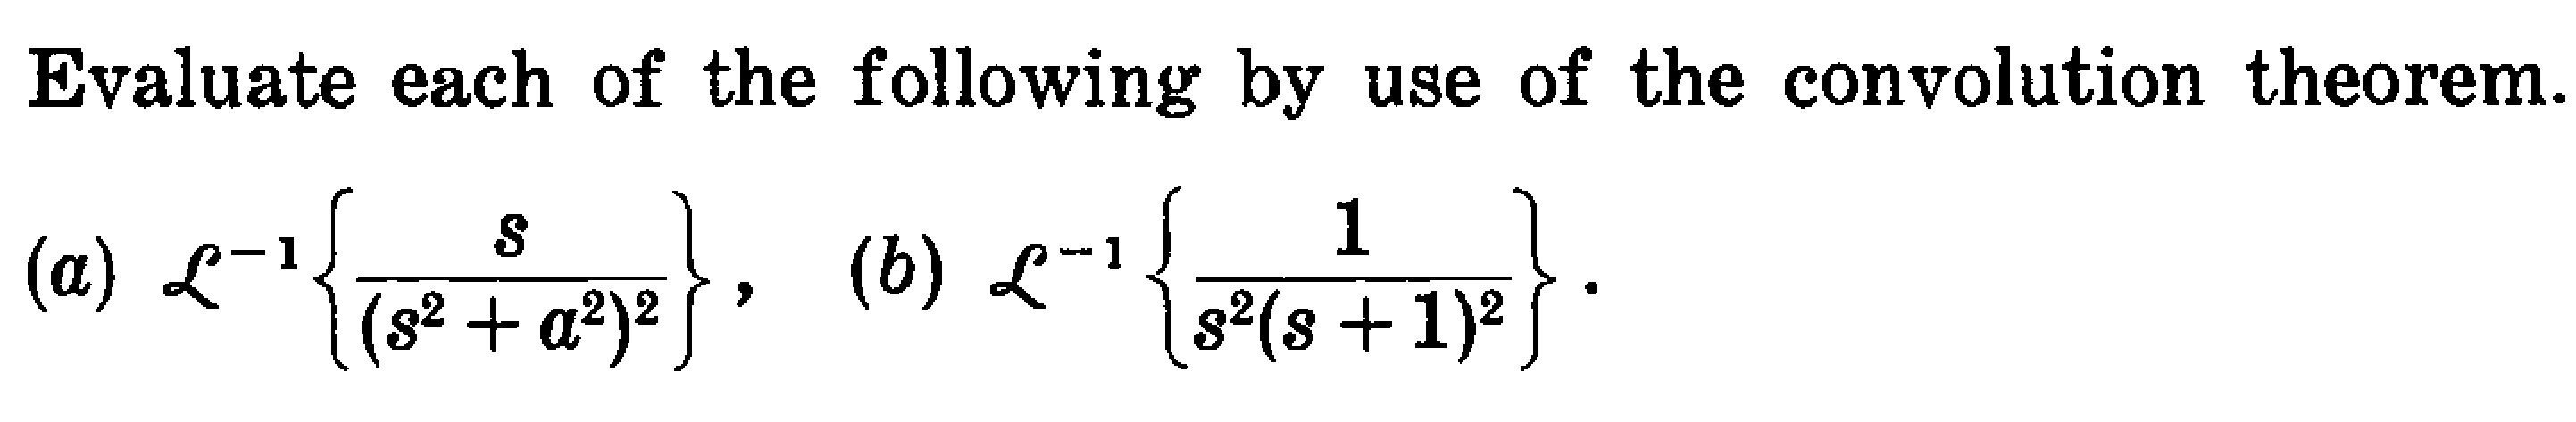 Evaluate each of the following by use of the convolution theorem.
(a) ℒ⁻¹{s/(s² + a²)²}, (b) ℒ⁻¹{1/(s²(s + 1)²)}.